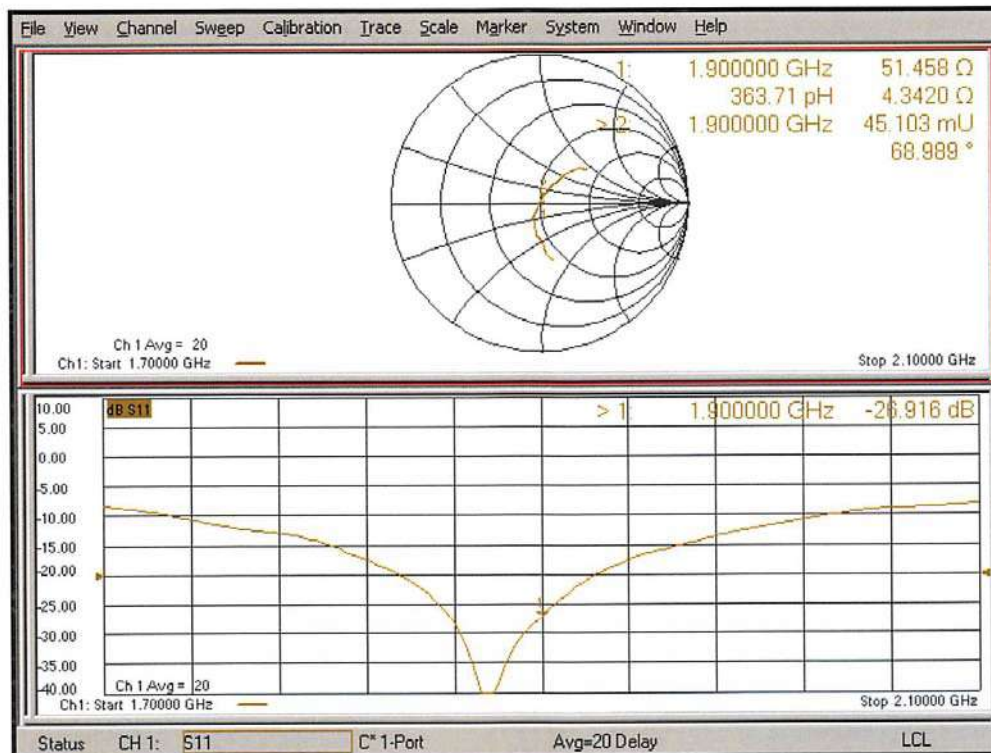 File View Channel Sweep Calibration Trace Scale Marker System Window Help
1: 1.900000 GHz 51.458 Ω
363.71 pH 4.3420 Ω
> 2: 1.900000 GHz 45.103 mU
68.989 °
Ch 1 Avg = 20
Ch1: Start 1.70000 GHz
Stop 2.10000 GHz
dB S11
> 1: 1.900000 GHz -26.916 dB
10.00
5.00
0.00
-5.00
-10.00
-15.00
-20.00
-25.00
-30.00
-35.00
-40.00
1
Ch 1 Avg = 20
Ch1: Start 1.70000 GHz
Stop 2.10000 GHz
Status CH 1: S11 C* 1-Port Avg=20 Delay LCL